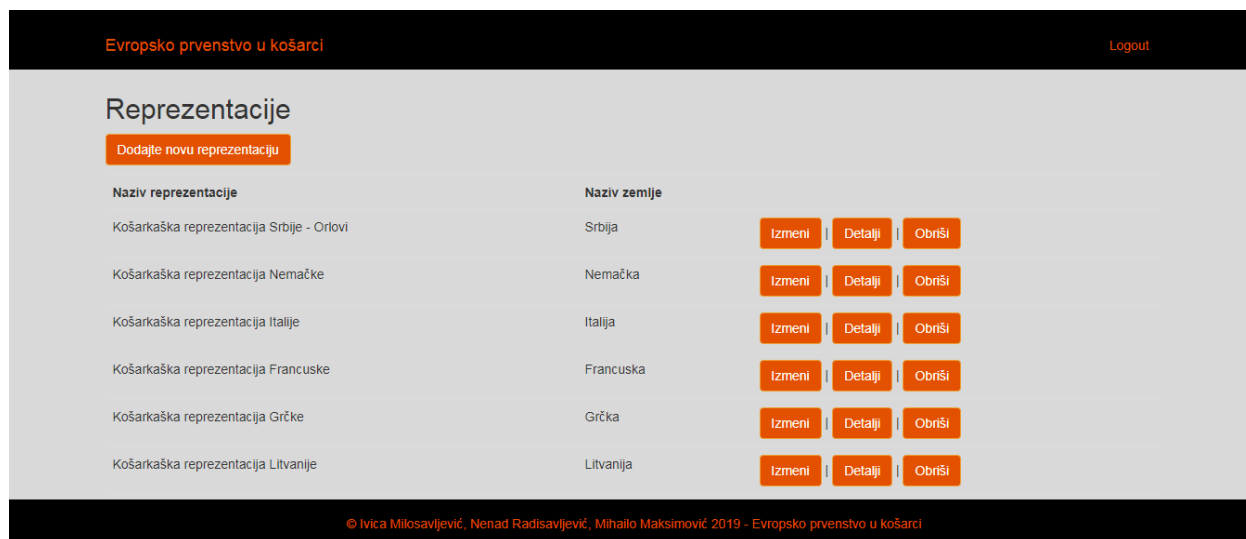 Evropsko prvenstvo u košarci Logout
Reprezentacije
Dodajte novu reprezentaciju
Naziv reprezentacije Naziv zemlje
Košarkaška reprezentacija Srbije - Orlovi Srbija Izmeni | Detalji | Obriši
Košarkaška reprezentacija Nemačke Nemačka Izmeni | Detalji | Obriši
Košarkaška reprezentacija Italije Italija Izmeni | Detalji | Obriši
Košarkaška reprezentacija Francuske Francuska Izmeni | Detalji | Obriši
Košarkaška reprezentacija Grčke Grčka Izmeni | Detalji | Obriši
Košarkaška reprezentacija Litvanije Litvanija Izmeni | Detalji | Obriši
© Ivica Milosavljević, Nenad Radisavljević, Mihailo Maksimović 2019 - Evropsko prvenstvo u košarci